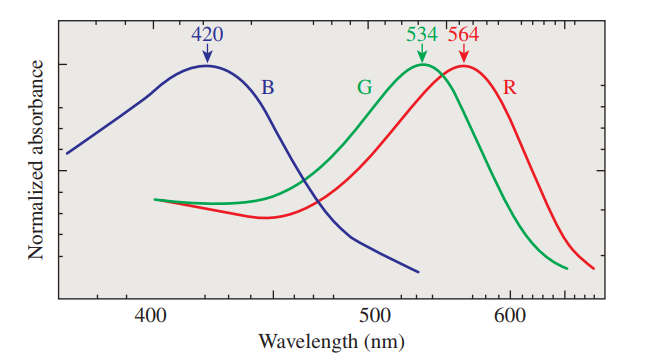 420 534 564
B G R
Normalized absorbance
400 500 600
Wavelength (nm)